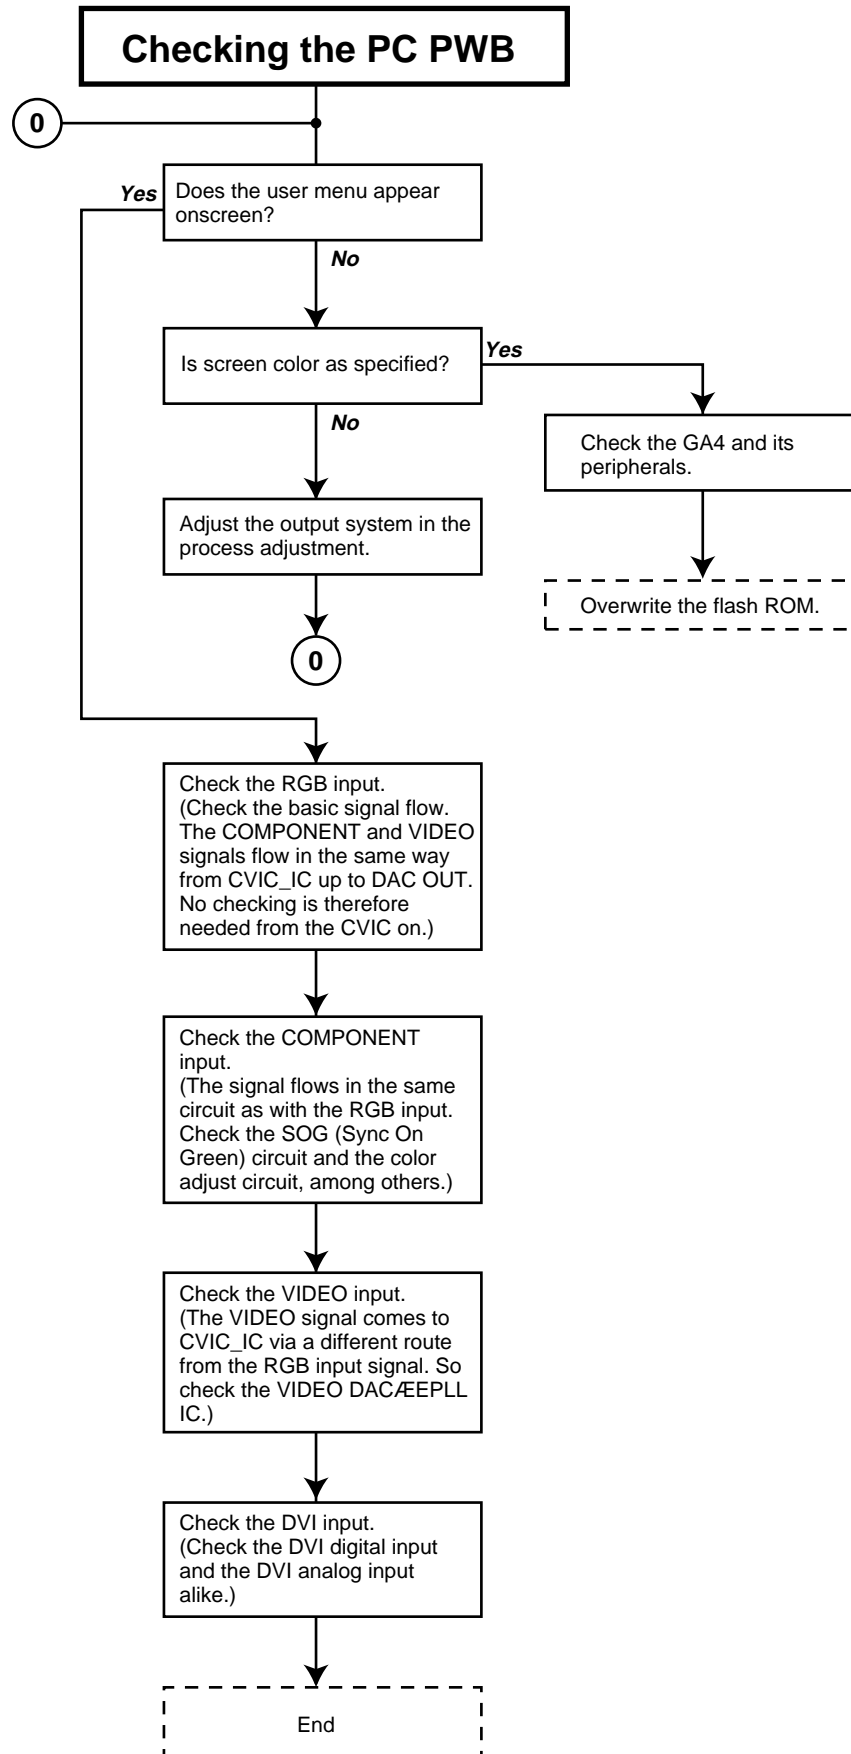 Checking the PC PWB
0
Yes
Does the user menu appear
onscreen?
No
Is screen color as specified?
Yes
No
Check the GA4 and its
peripherals.
Adjust the output system in the
process adjustment.
Overwrite the flash ROM.
0
Check the RGB input.
(Check the basic signal flow.
The COMPONENT and VIDEO
signals flow in the same way
from CVIC_IC up to DAC OUT.
No checking is therefore
needed from the CVIC on.)
Check the COMPONENT
input.
(The signal flows in the same
circuit as with the RGB input.
Check the SOG (Sync On
Green) circuit and the color
adjust circuit, among others.)
Check the VIDEO input.
(The VIDEO signal comes to
CVIC_IC via a different route
from the RGB input signal. So
check the VIDEO DACÆEPLL
IC.)
Check the DVI input.
(Check the DVI digital input
and the DVI analog input
alike.)
End